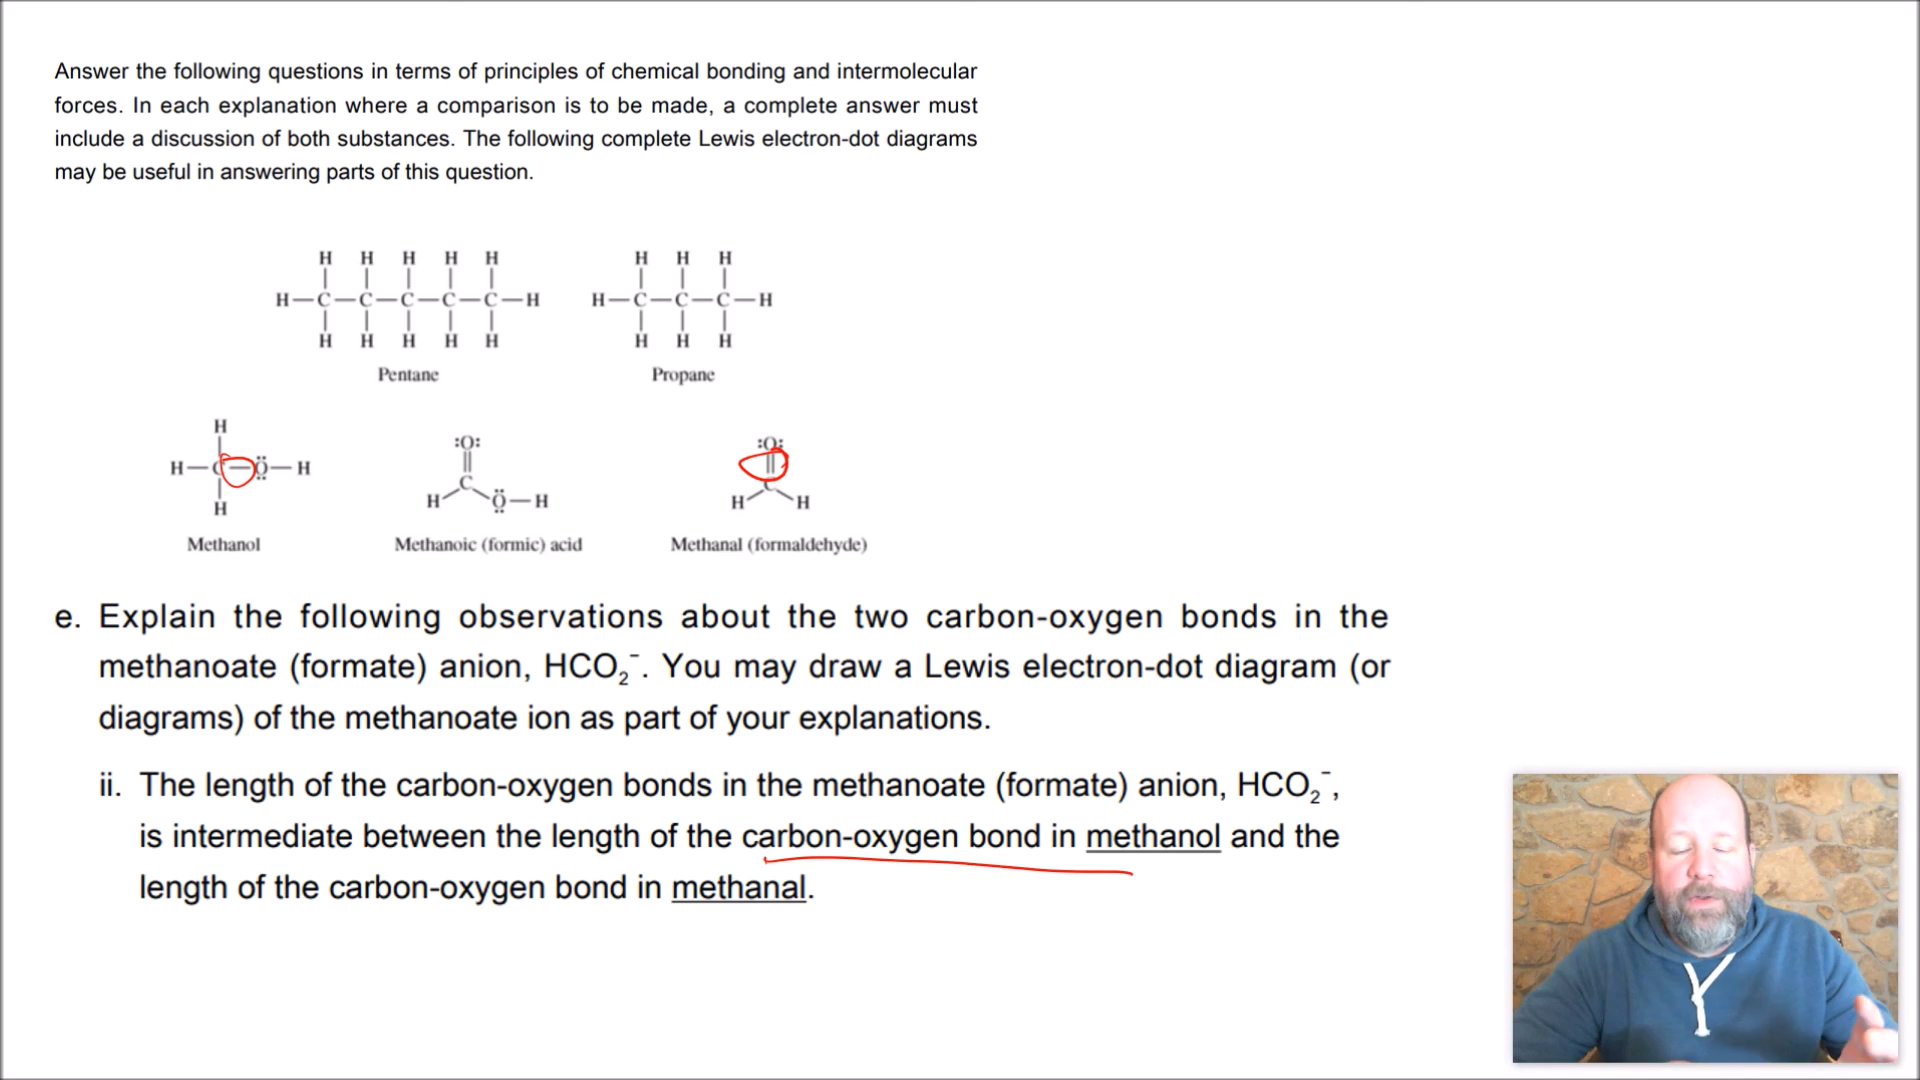 Answer the following questions in terms of principles of chemical bonding and intermolecular
forces. In each explanation where a comparison is to be made, a complete answer must
include a discussion of both substances. The following complete Lewis electron-dot diagrams
may be useful in answering parts of this question.
H H H H H
H—C—C—C—C—C—H
H H H H H
Pentane
H H H
H—C—C—C—H
H H H
Propane
H
H—C—Ö—H
H
Methanol
:O:
C
H Ö—H
Methanoic (formic) acid
:O:
C
H H
Methanal (formaldehyde)
e. Explain the following observations about the two carbon-oxygen bonds in the
methanoate (formate) anion, HCO₂⁻. You may draw a Lewis electron-dot diagram (or
diagrams) of the methanoate ion as part of your explanations.
ii. The length of the carbon-oxygen bonds in the methanoate (formate) anion, HCO₂⁻,
is intermediate between the length of the carbon-oxygen bond in methanol and the
length of the carbon-oxygen bond in methanal.